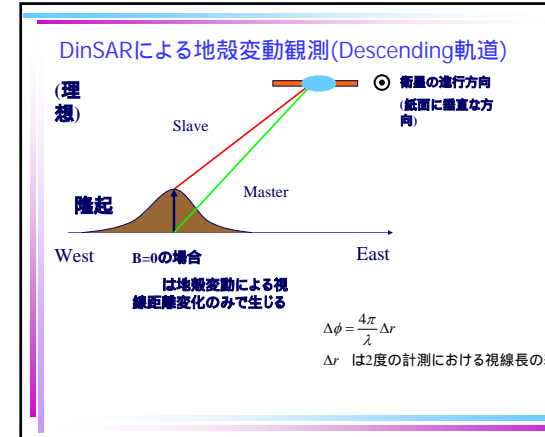 DinSARによる地殻変動観測(Descending軌道)
(理
想)
衛星の進行方向
(紙面に垂直な方
向)
Slave
Master
隆起
West
B=0の場合
East
は地殻変動による視
線距離変化のみで生じる
Δφ = 4π/λ Δr
Δr は2度の計測における視線長の